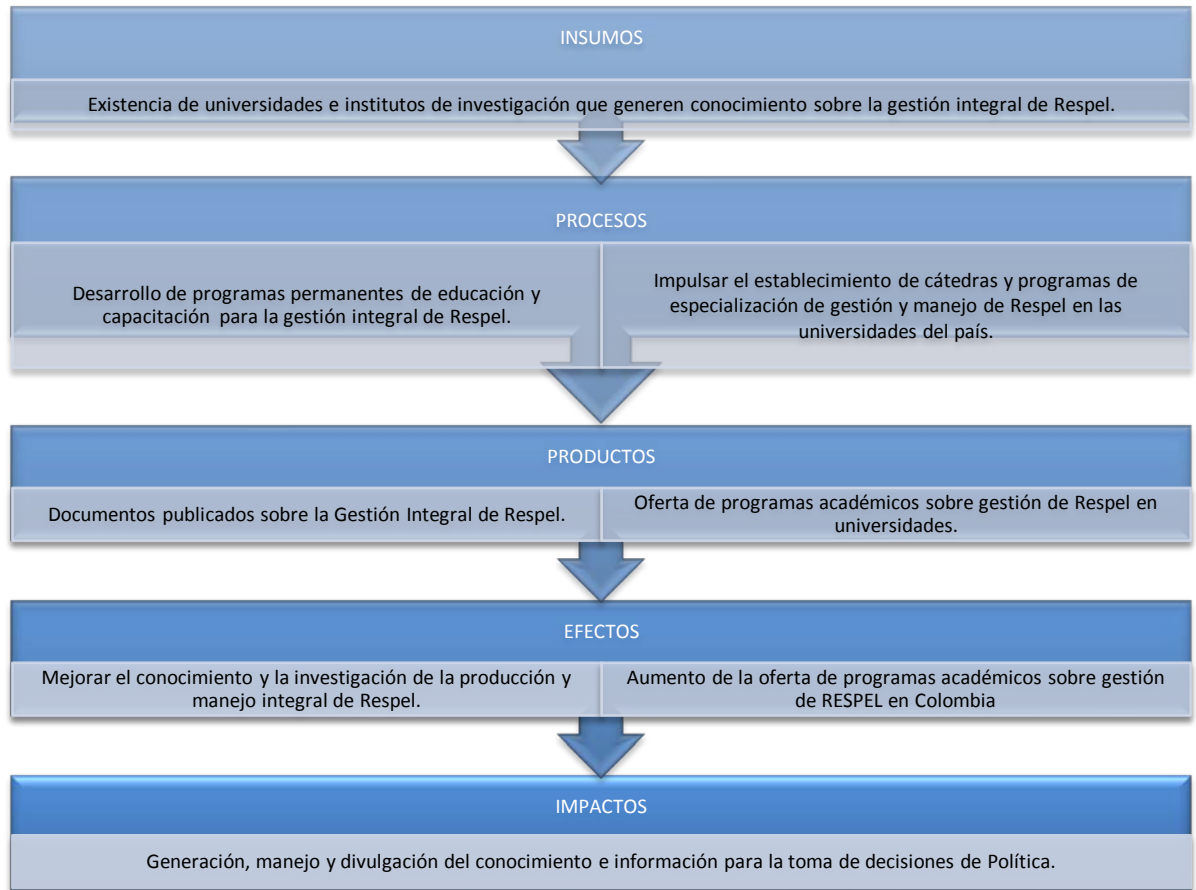 INSUMOS
Existencia de universidades e institutos de investigación que generen conocimiento sobre la gestión integral de Respel.
PROCESOS
Desarrollo de programas permanentes de educación y
capacitación para la gestión integral de Respel.
Impulsar el establecimiento de cátedras y programas de
especialización de gestión y manejo de Respel en las
universidades del país.
PRODUCTOS
Documentos publicados sobre la Gestión Integral de Respel.
Oferta de programas académicos sobre gestión de Respel en
universidades.
EFECTOS
Mejorar el conocimiento y la investigación de la producción y
manejo integral de Respel.
Aumento de la oferta de programas académicos sobre gestión
de RESPEL en Colombia
IMPACTOS
Generación, manejo y divulgación del conocimiento e información para la toma de decisiones de Política.